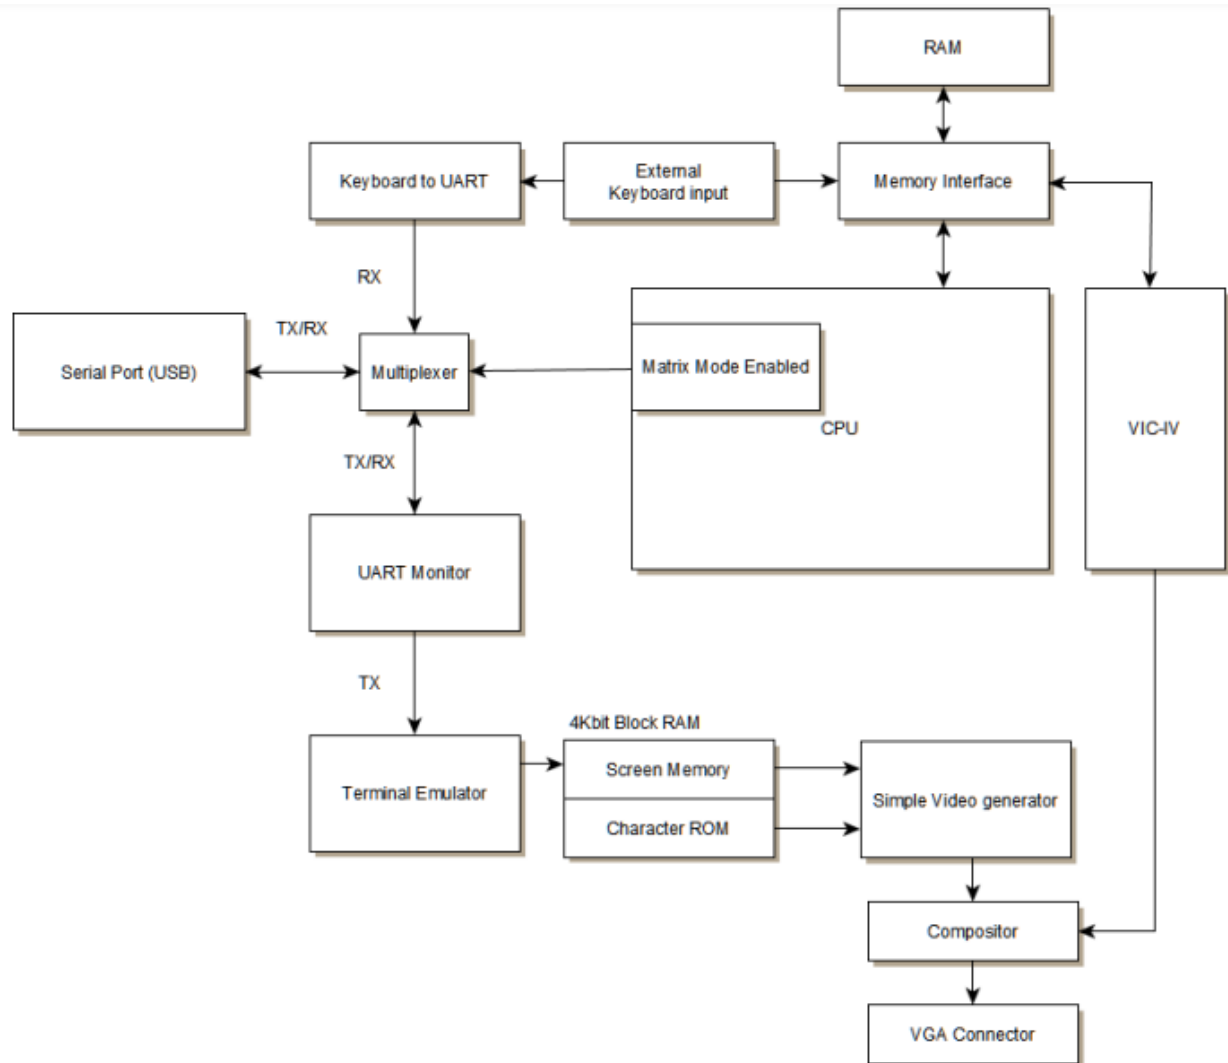 RAM
Keyboard to UART
External
Keyboard input
Memory Interface
RX
TX/RX
Serial Port (USB)
Multiplexer
Matrix Mode Enabled
CPU
VIC-IV
TX/RX
UART Monitor
TX
4Kbit Block RAM
Terminal Emulator
Screen Memory
Character ROM
Simple Video generator
Compositor
VGA Connector